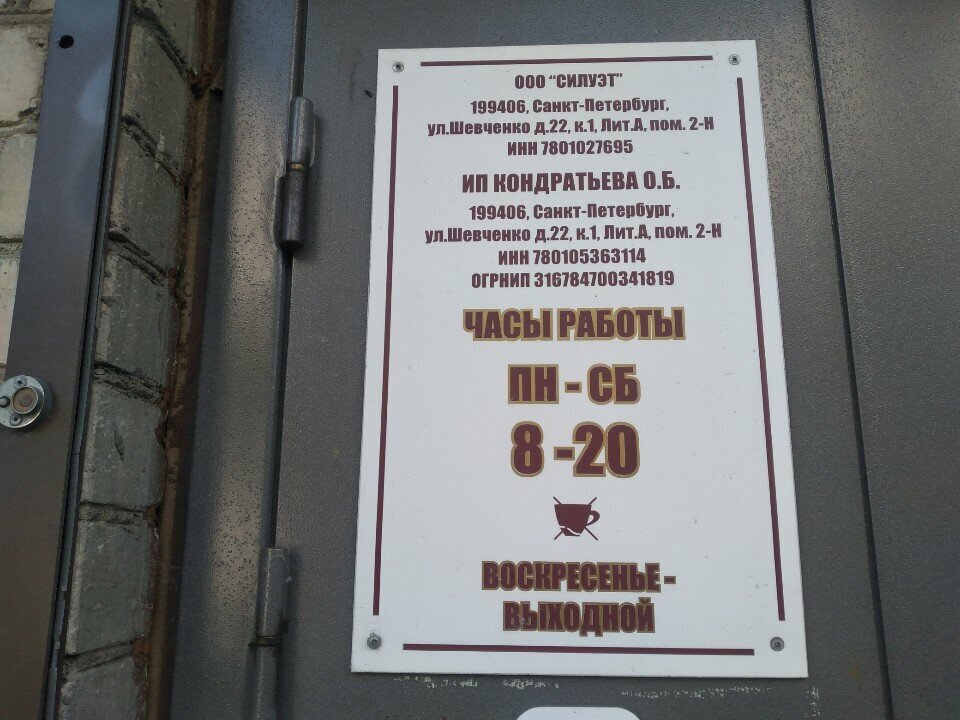 ООО "СИЛУЭТ"
199406, Санкт-Петербург,
ул.Шевченко д.22, к.1, Лит.А, пом. 2-Н
ИНН 7801027695
ИП КОНДРАТЬЕВА О.Б.
199406, Санкт-Петербург,
ул.Шевченко д.22, к.1, Лит.А, пом. 2-Н
ИНН 780105363114
ОГРНИП 316784700341819
ЧАСЫ РАБОТЫ
ПН - СБ
8 -20
ВОСКРЕСЕНЬЕ -
ВЫХОДНОЙ